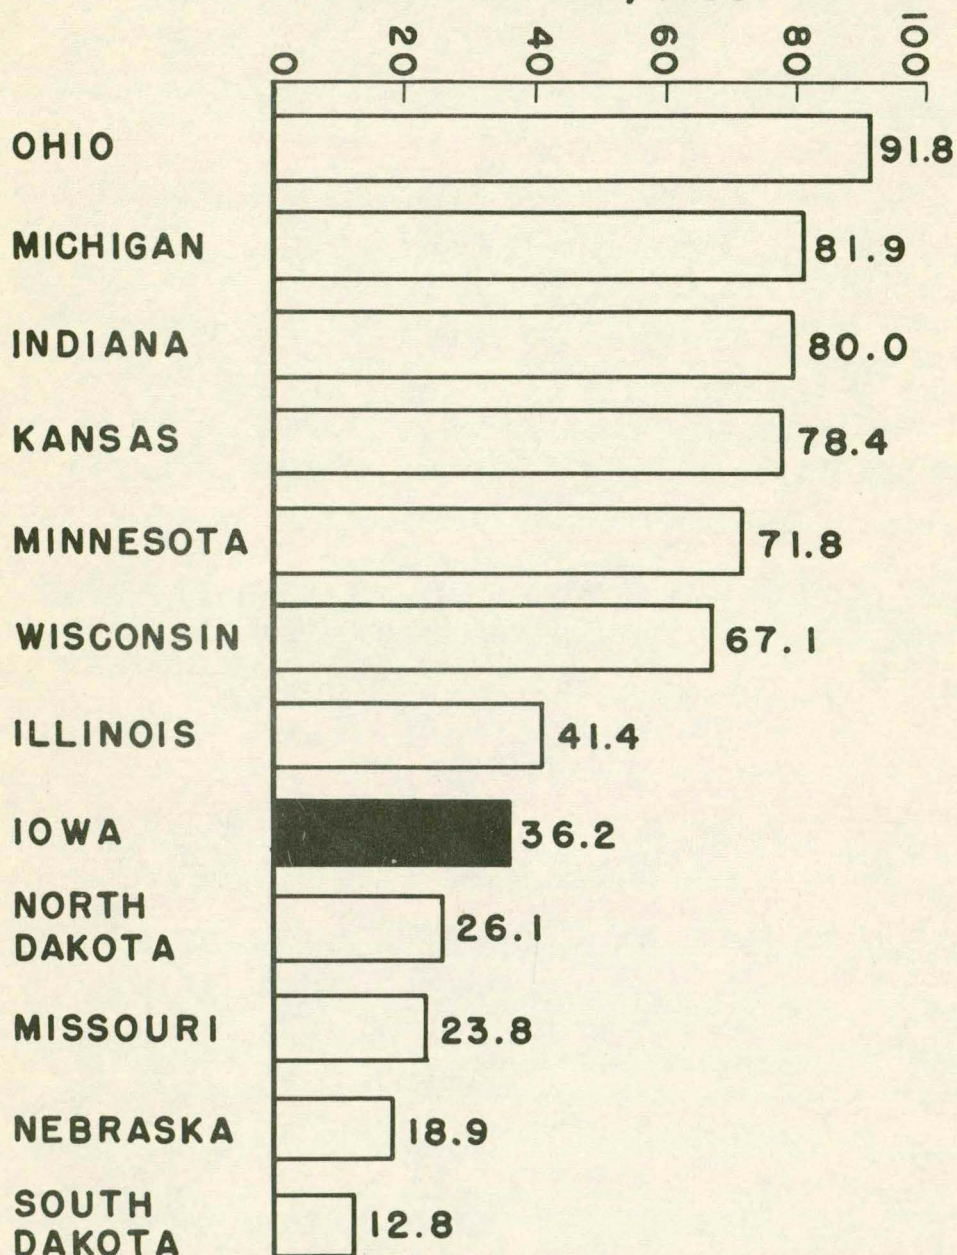 0 20 40 60 80 100
OHIO 91.8
MICHIGAN 81.9
INDIANA 80.0
KANSAS 78.4
MINNESOTA 71.8
WISCONSIN 67.1
ILLINOIS 41.4
IOWA 36.2
NORTH
DAKOTA 26.1
MISSOURI 23.8
NEBRASKA 18.9
SOUTH
DAKOTA 12.8